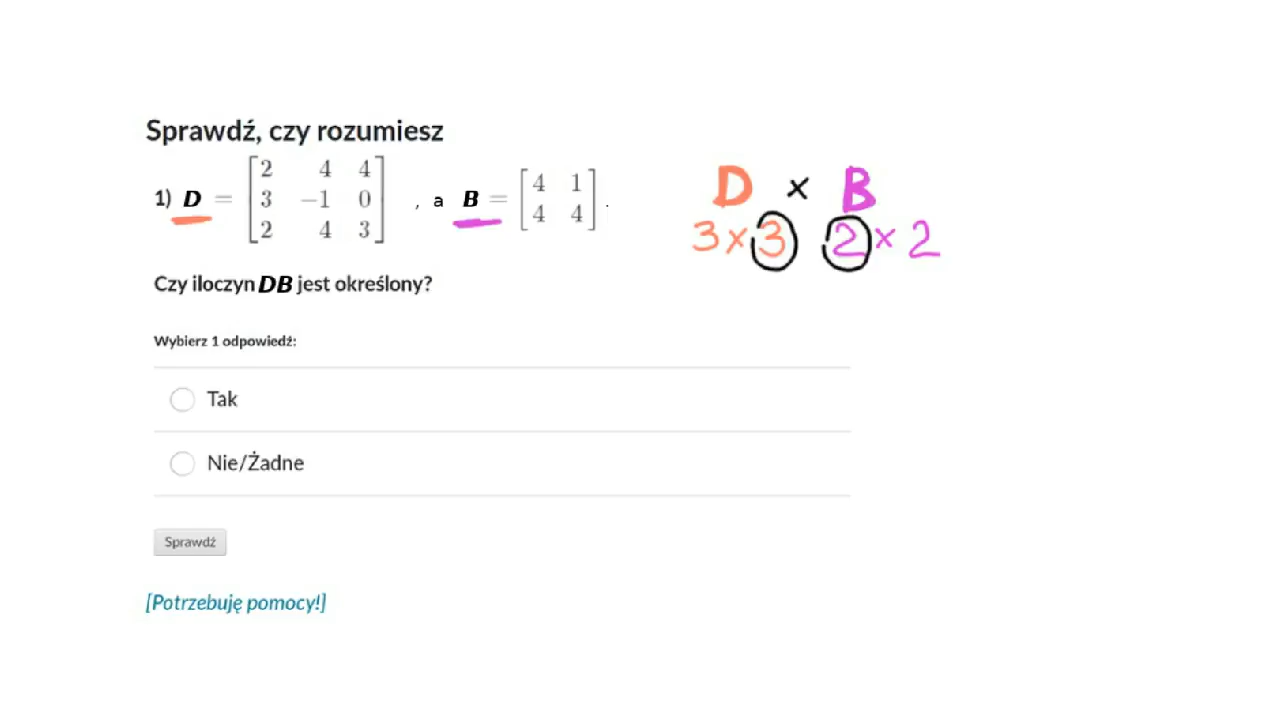 Sprawdź, czy rozumiesz
1) D = [2 4 4
3 −1 0
2 4 3] , a B = [4 1
4 4] .
D × B
3 × 3 2 × 2
Czy iloczyn DB jest określony?
Wybierz 1 odpowiedź:
Tak
Nie/Żadne
Sprawdź
[Potrzebuję pomocy!]